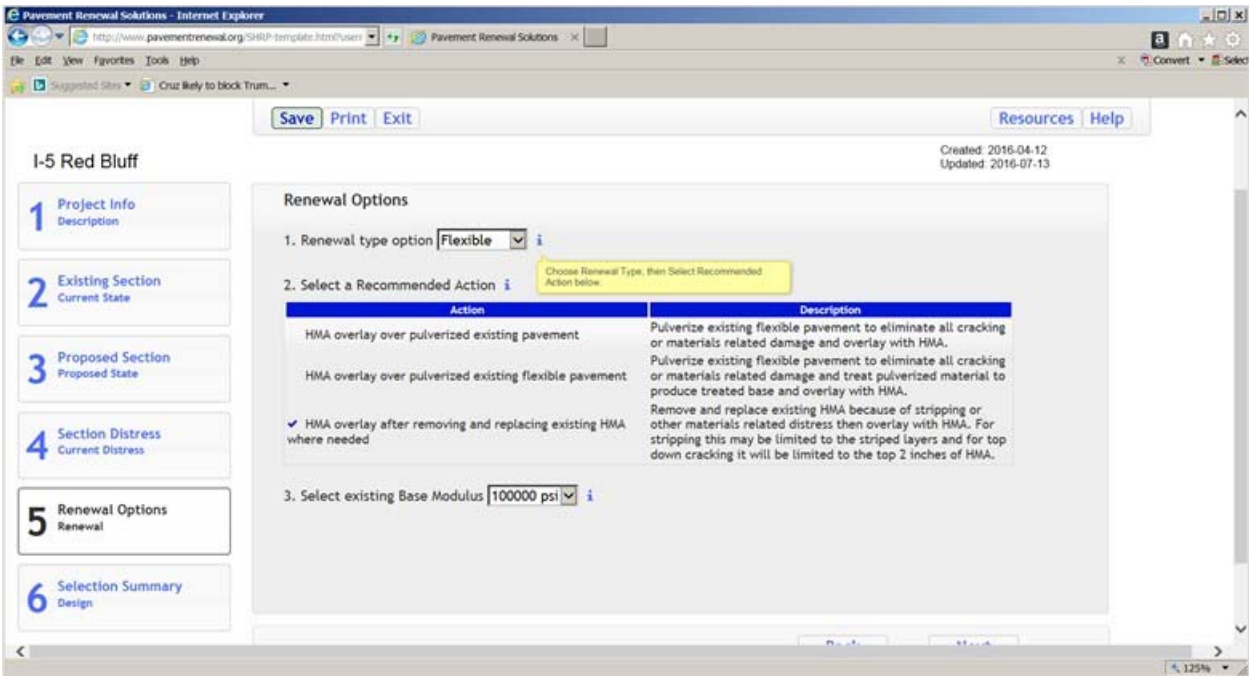 Pavement Renewal Solutions - Internet Explorer
http://www.pavementrenewal.org/SHRP-template.html?useri
Pavement Renewal Solutions
File Edit View Favorites Tools Help
Convert Select
Suggested Sites Cruz likely to block Trum...
Save Print Exit
Resources Help
I-5 Red Bluff
Created: 2016-04-12
Updated: 2016-07-13
1 Project Info
Description
2 Existing Section
Current State
3 Proposed Section
Proposed State
4 Section Distress
Current Distress
5 Renewal Options
Renewal
6 Selection Summary
Design
Renewal Options
1. Renewal type option Flexible i
Choose Renewal Type, then Select Recommended
Action below.
2. Select a Recommended Action i
Action Description
HMA overlay over pulverized existing pavement
Pulverize existing flexible pavement to eliminate all cracking
or materials related damage and overlay with HMA.
HMA overlay over pulverized existing flexible pavement
Pulverize existing flexible pavement to eliminate all cracking
or materials related damage and treat pulverized material to
produce treated base and overlay with HMA.
✔ HMA overlay after removing and replacing existing HMA
where needed
Remove and replace existing HMA because of stripping or
other materials related distress then overlay with HMA. For
stripping this may be limited to the striped layers and for top
down cracking it will be limited to the top 2 inches of HMA.
3. Select existing Base Modulus 100000 psi i
125%